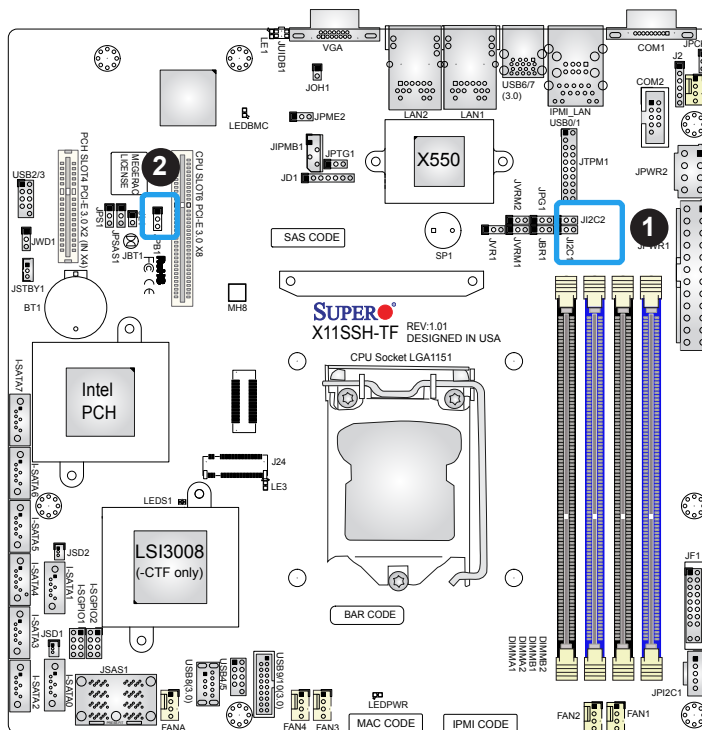 LE1
JUIDB1
VGA
LAN2
LAN1
USB6/7
(3.0)
IPMI_LAN
USB0/1
COM1
J2
JPCI
COM2
JOH1
LEDBMC
JPME2
JIPMB1
JPTG1
JD1
X550
JTPM1
JPWR2
USB2/3
PCH SLOT4 PCI-E 3.0 X2 (IN X4)
MEGERAC
LICENSE
2
CPU SLOT6 PCI-E 3.0 X8
JVRM2
JPG1
JI2C2
1
JPWR1
JWD1
JPS1
JPSAS1
JBT1
JPB1
RoHS
FC CE
SAS CODE
SP1
JVR1
JVRM1
JBR1
JI2C1
JSTBY1
BT1
MH8
SUPER
X11SSH-TF
REV:1.01
DESIGNED IN USA
CPU Socket LGA1151
Intel
PCH
I-SATA7
I-SATA6
I-SATA5
I-SATA4
I-SATA3
I-SATA2
J24
LE3
LEDS1
LSI3008
(-CTF only)
JSD2
I-SATA1
I-SGPIO1
I-SGPIO2
JSD1
I-SATA0
JSAS1
BAR CODE
DIMMA1
DIMMA2
DIMMB1
DIMMB2
JF1
JPI2C1
FANA
USB8(3.0)
USB4/5
USB9/10(3.0)
FAN4
FAN3
LEDPWR
MAC CODE
IPMI CODE
FAN2
FAN1